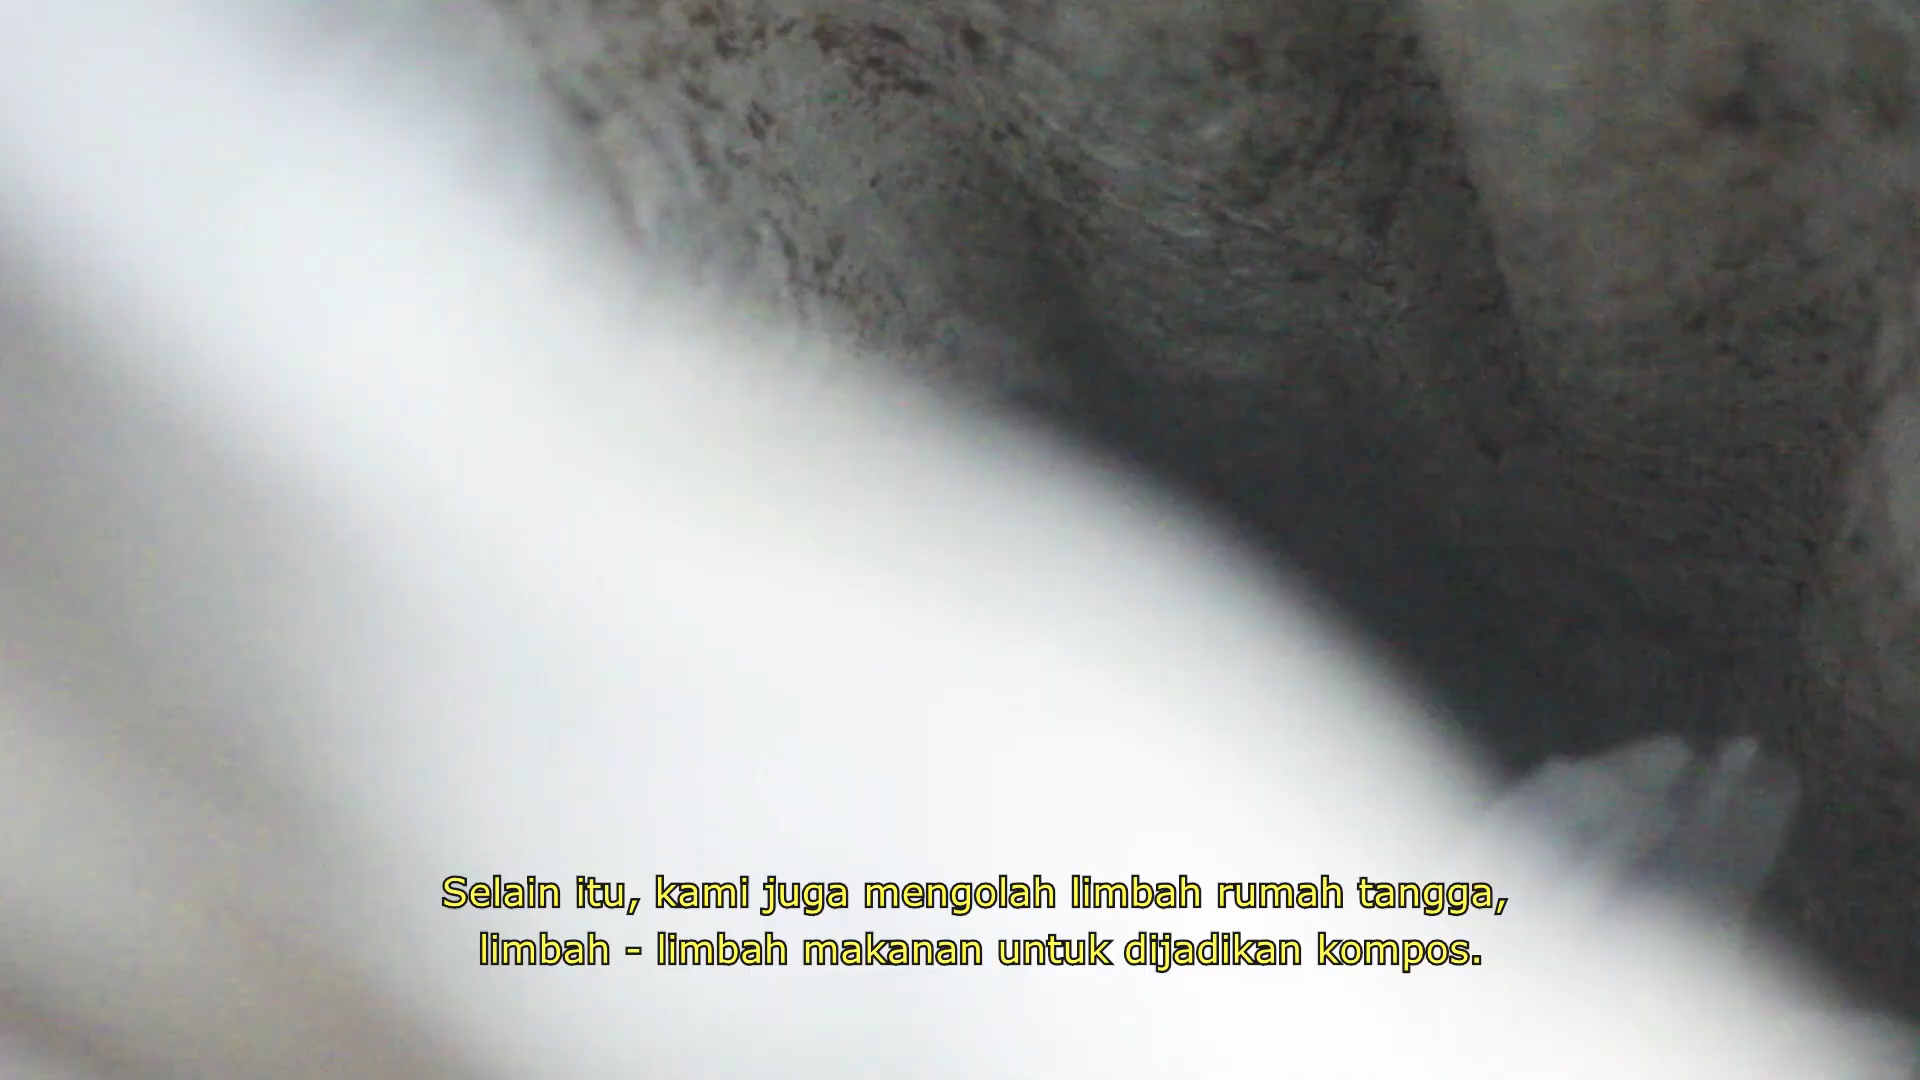 Selain itu, kami juga mengolah limbah rumah tangga,
limbah - limbah makanan untuk dijadikan kompos.